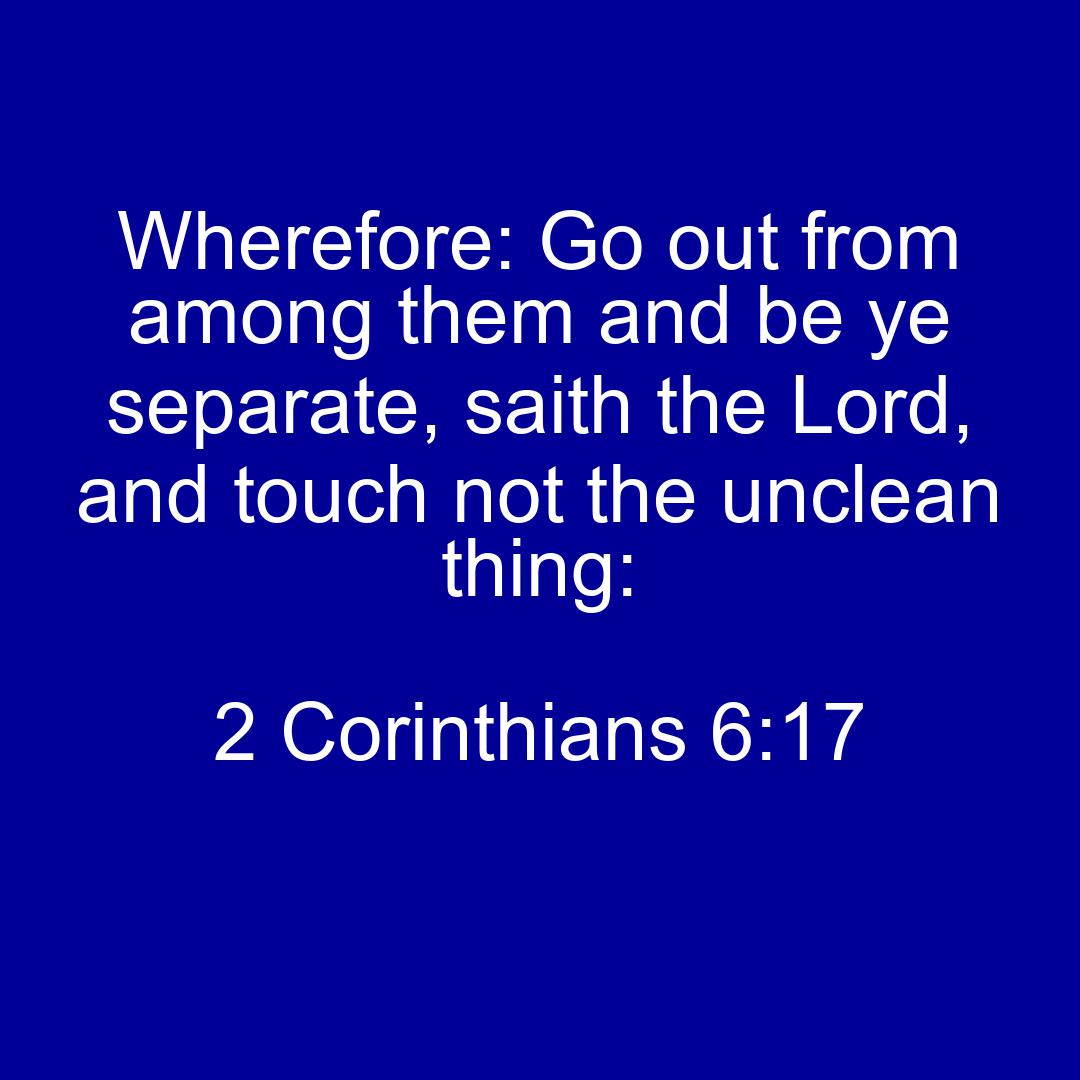 Wherefore: Go out from
among them and be ye
separate, saith the Lord,
and touch not the unclean
thing:
2 Corinthians 6:17